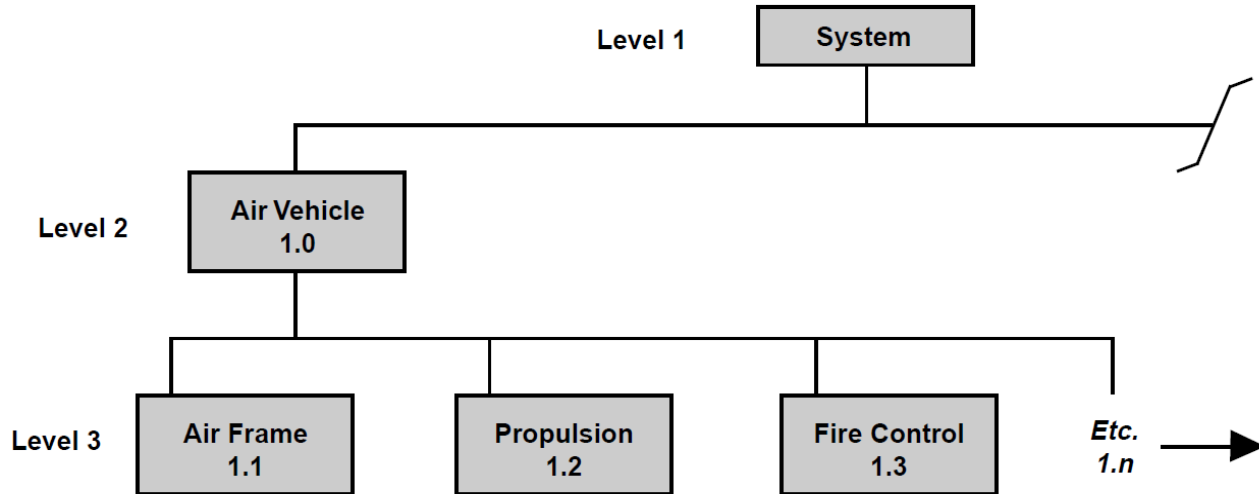 Level 1
System
Level 2
Air Vehicle
1.0
Level 3
Air Frame
1.1
Propulsion
1.2
Fire Control
1.3
Etc.
1.n